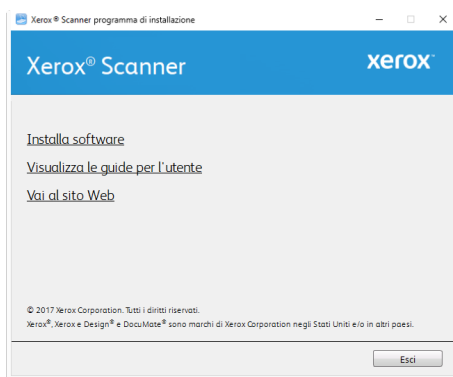 Xerox® Scanner programma di installazione
Xerox® Scanner
xerox™
Installa software
Visualizza le guide per l'utente
Vai al sito Web
© 2017 Xerox Corporation. Tutti i diritti riservati.
Xerox®, Xerox e Design® e DocuMate® sono marchi di Xerox Corporation negli Stati Uniti e/o in altri paesi.
Esci